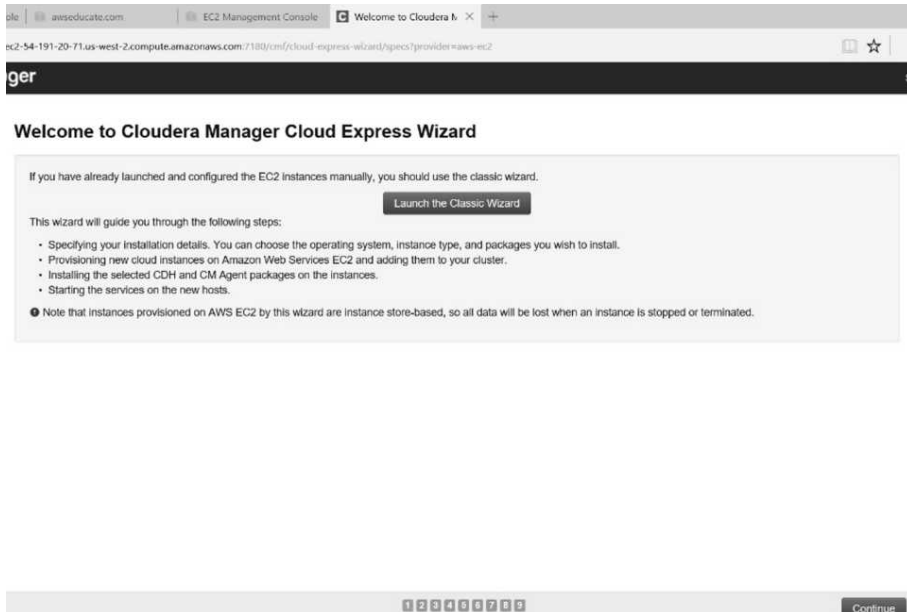 ole awseducate.com EC2 Management Console C Welcome to Cloudera M
ec2-54-191-20-71.us-west-2.compute.amazonaws.com:7180/cmf/cloud-express-wizard/specs?provider=aws-ec2
ger
Welcome to Cloudera Manager Cloud Express Wizard
If you have already launched and configured the EC2 instances manually, you should use the classic wizard.
Launch the Classic Wizard
This wizard will guide you through the following steps:
• Specifying your installation details. You can choose the operating system, instance type, and packages you wish to install.
• Provisioning new cloud instances on Amazon Web Services EC2 and adding them to your cluster.
• Installing the selected CDH and CM Agent packages on the instances.
• Starting the services on the new hosts.
Note that instances provisioned on AWS EC2 by this wizard are instance store-based, so all data will be lost when an instance is stopped or terminated.
1 2 3 4 5 6 7 8 9
Continue